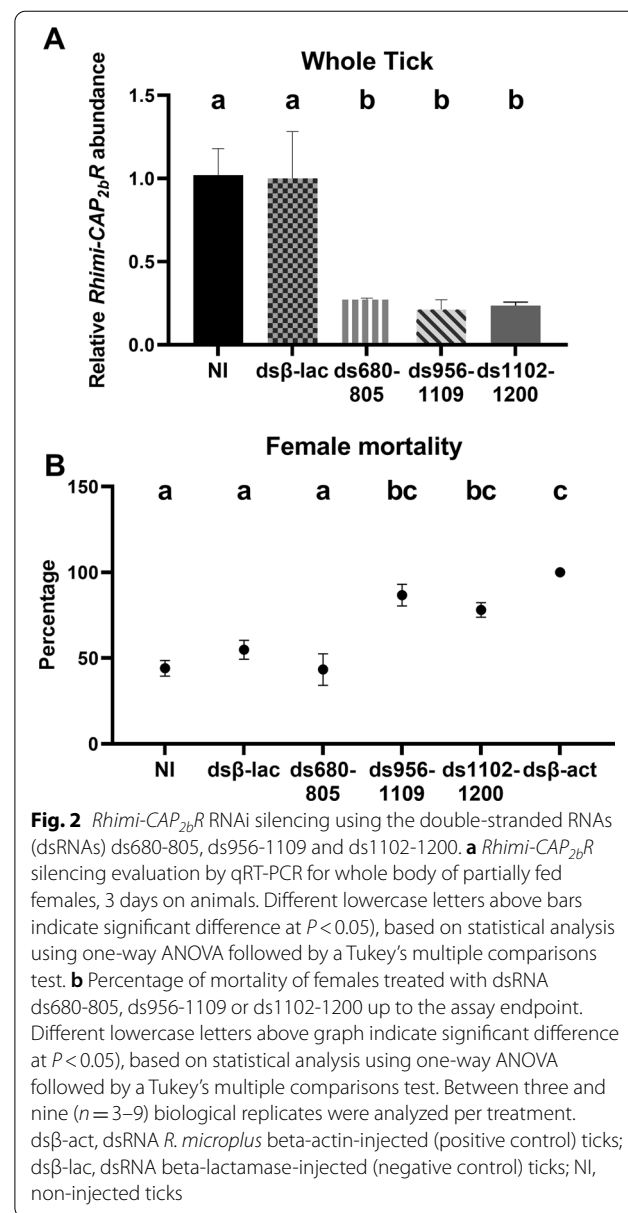 A
Whole Tick
Relative Rhimi-CAP2bR abundance
1.5
1.0
0.5
0.0
a a b b b
NI dsβ-lac ds680-805 ds956-1109 ds1102-1200
B
Female mortality
Percentage
150
100
50
0
a a a bc bc c
NI dsβ-lac ds680-805 ds956-1109 ds1102-1200 dsβ-act
Fig. 2 Rhimi-CAP2bR RNAi silencing using the double-stranded RNAs
(dsRNAs) ds680-805, ds956-1109 and ds1102-1200. a Rhimi-CAP2bR
silencing evaluation by qRT-PCR for whole body of partially fed
females, 3 days on animals. Different lowercase letters above bars
indicate significant difference at P < 0.05), based on statistical analysis
using one-way ANOVA followed by a Tukey's multiple comparisons
test. b Percentage of mortality of females treated with dsRNA
ds680-805, ds956-1109 or ds1102-1200 up to the assay endpoint.
Different lowercase letters above graph indicate significant difference
at P < 0.05), based on statistical analysis using one-way ANOVA
followed by a Tukey's multiple comparisons test. Between three and
nine (n = 3–9) biological replicates were analyzed per treatment.
dsβ-act, dsRNA R. microplus beta-actin-injected (positive control) ticks;
dsβ-lac, dsRNA beta-lactamase-injected (negative control) ticks; NI,
non-injected ticks